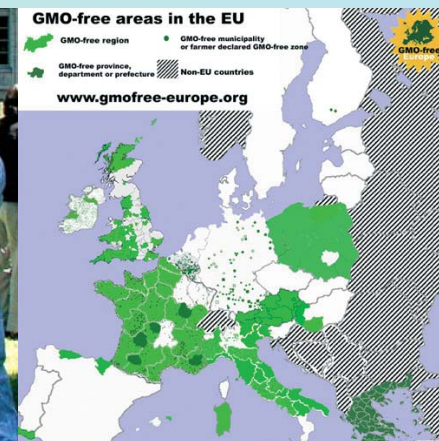 GMO-free areas in the EU
GMO-free region
GMO-free municipality
or farmer declared GMO-free zone
GMO-free province,
department or prefecture
Non-EU countries
www.gmofree-europe.org
GMO-free
Europe